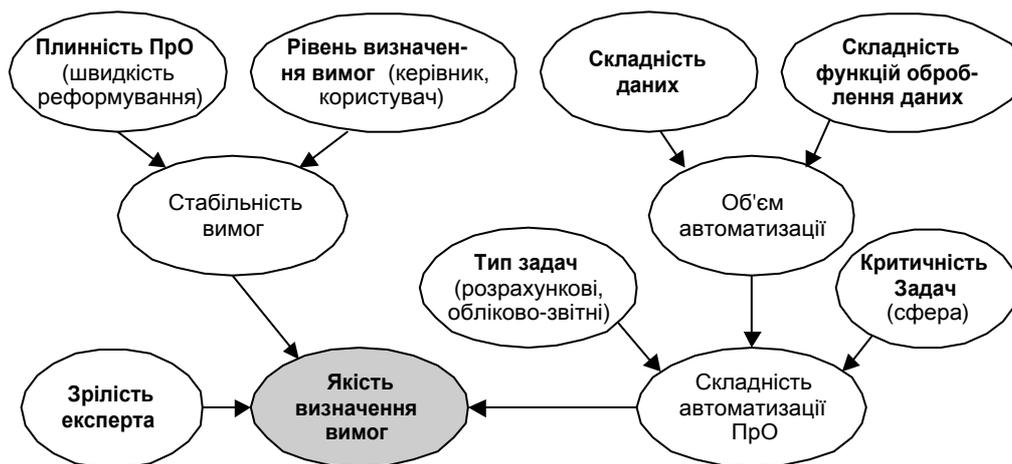 Плинність ПрО
(швидкість
реформування)
Рівень визначен-
ня вимог (керівник,
користувач)
Складність
даних
Складність
функцій оброб-
лення даних
Стабільність
вимог
Об'єм
автоматизації
Тип задач
(розрахункові,
обліково-звітні)
Критичність
Задач
(сфера)
Зрілість
експерта
Якість
визначення
вимог
Складність
автоматизації
ПрО